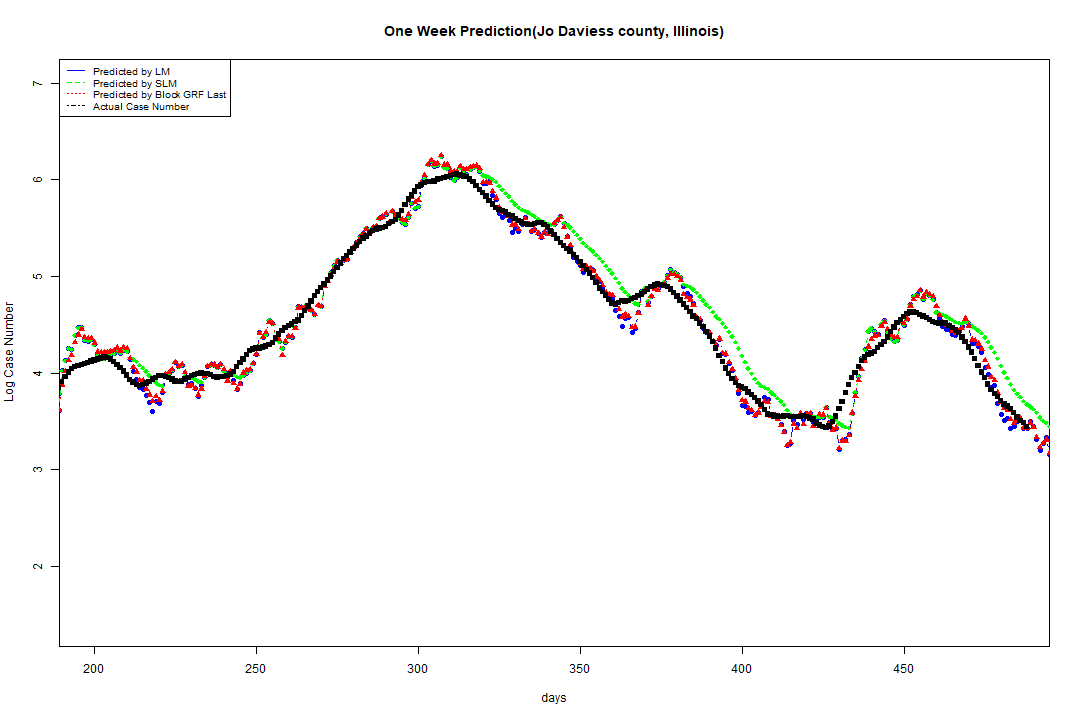 One Week Prediction(Jo Daviess county, Illinois)
Predicted by LM
Predicted by SLM
Predicted by Block GRF Last
Actual Case Number
7
6
5
4
3
2
Log Case Number
200 250 300 350 400 450
days